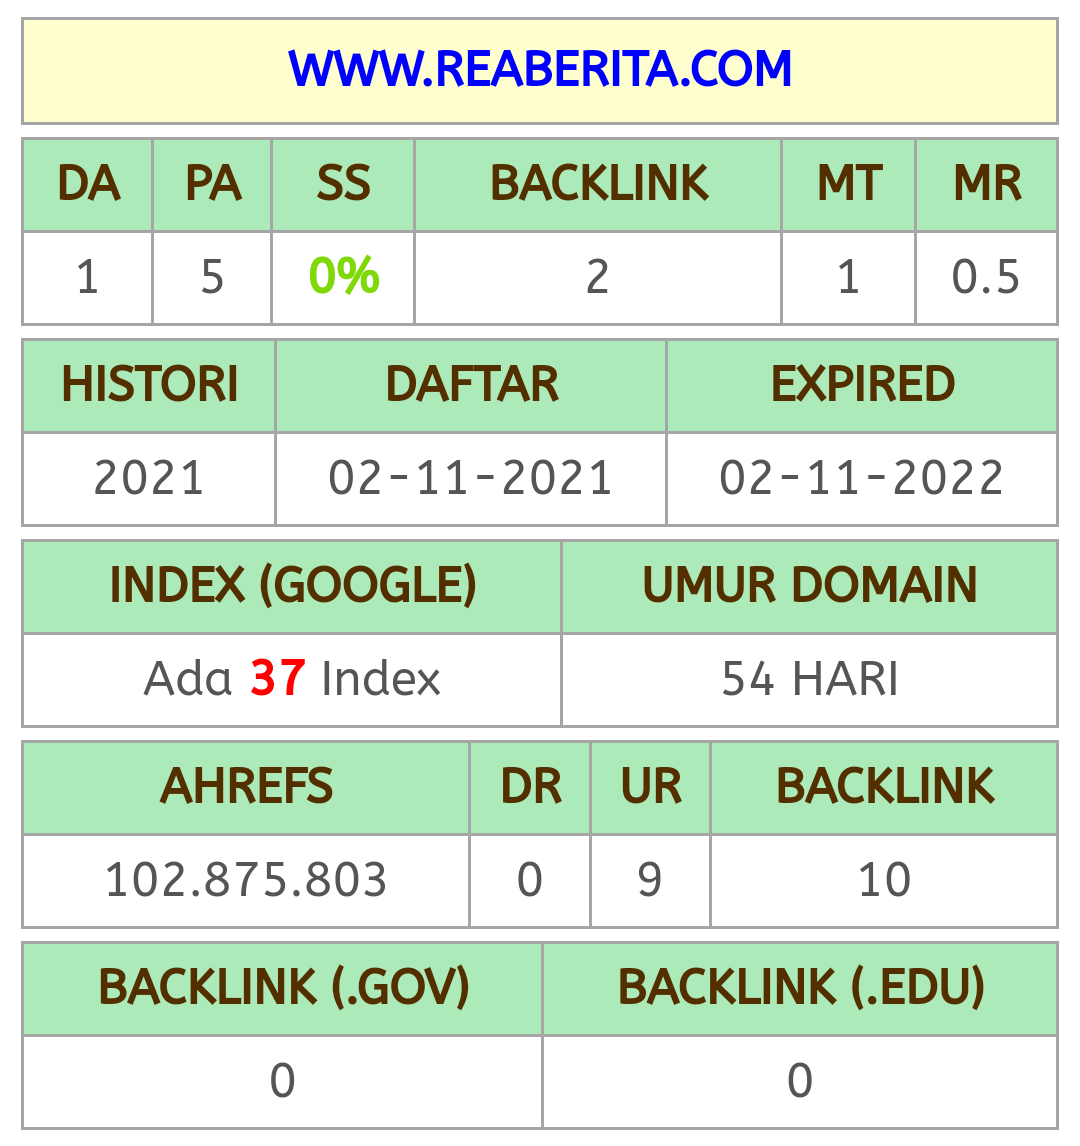 WWW.REABERITA.COM
DA PA SS BACKLINK MT MR
1 5 0% 2 1 0.5
HISTORI DAFTAR EXPIRED
2021 02-11-2021 02-11-2022
INDEX (GOOGLE) UMUR DOMAIN
Ada 37 Index 54 HARI
AHREFS DR UR BACKLINK
102.875.803 0 9 10
BACKLINK (.GOV) BACKLINK (.EDU)
0 0